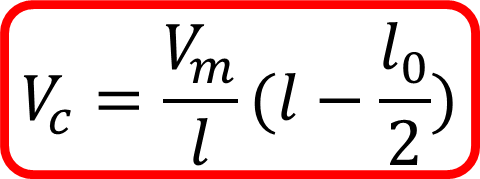 V_c = \frac{V_m}{l} (l - \frac{l_0}{2})